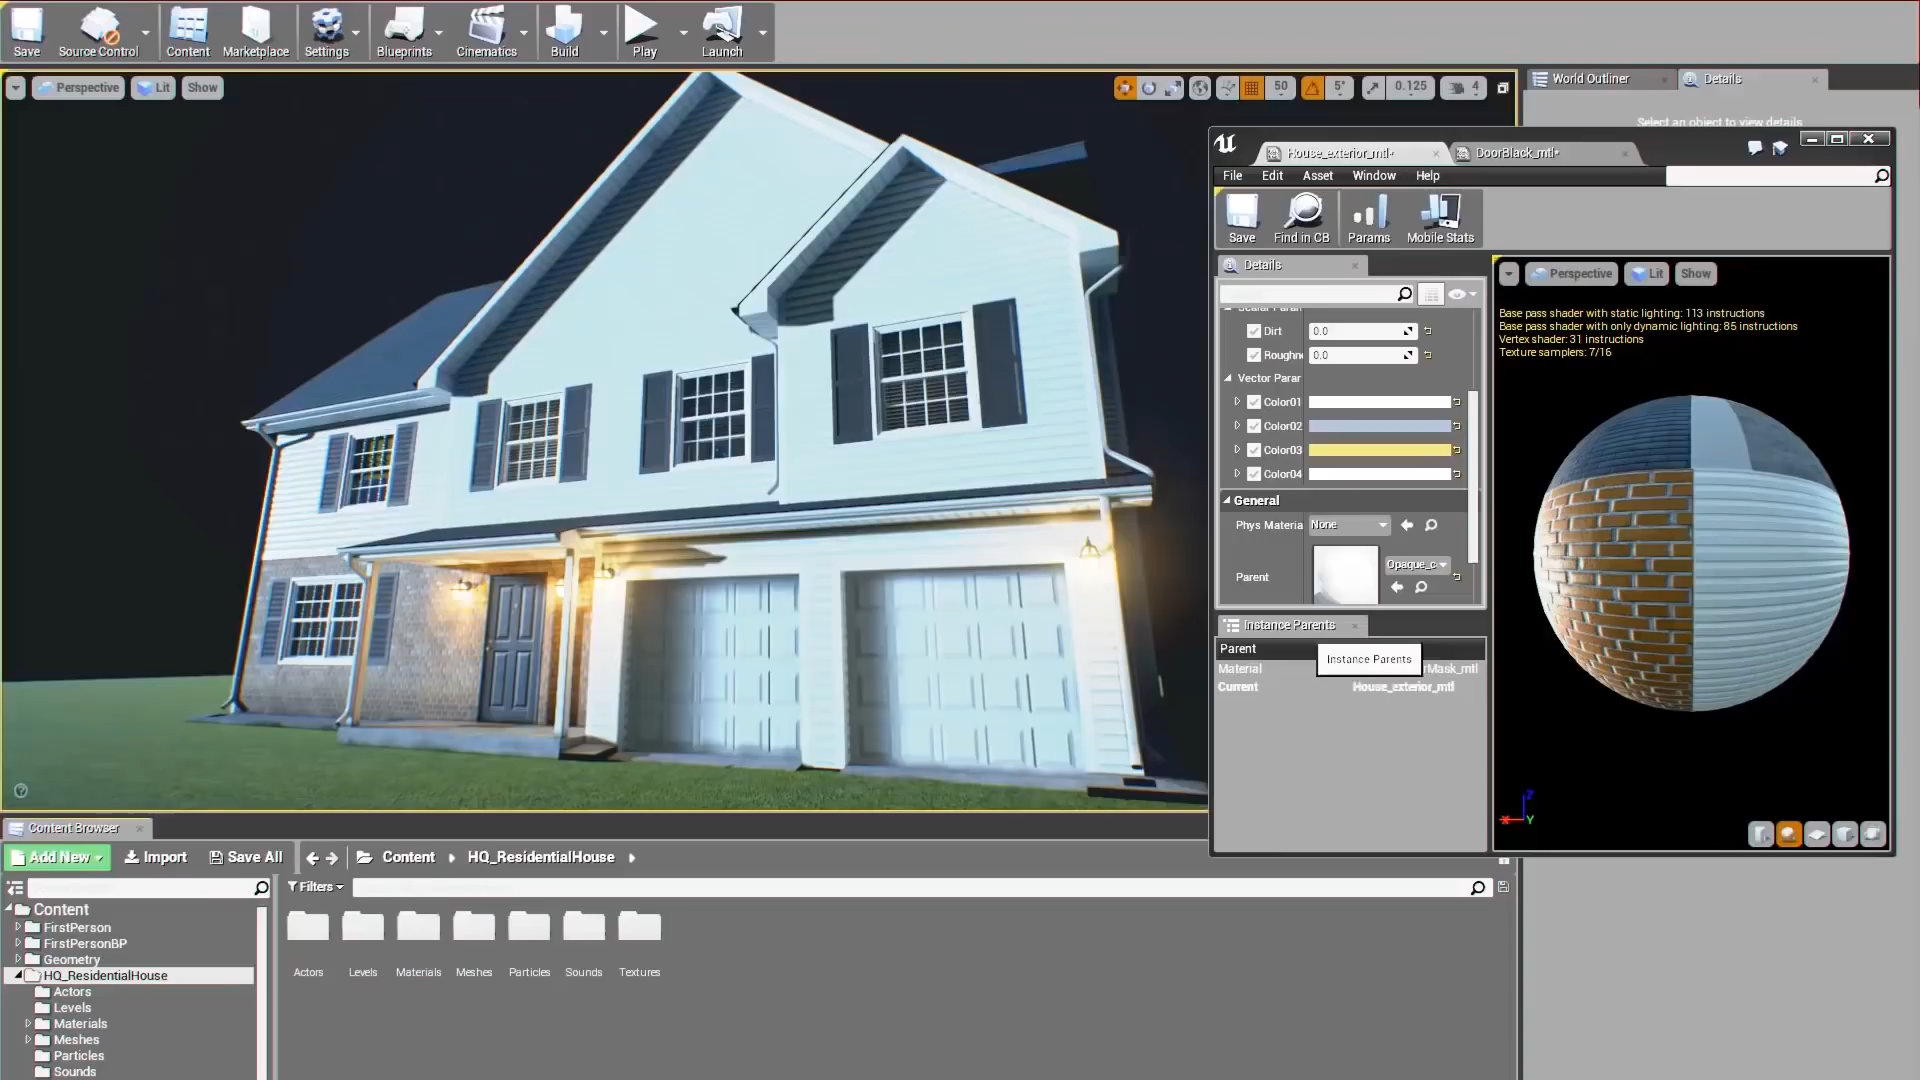 Save
Source Control
Content
Marketplace
Settings
Blueprints
Cinematics
Build
Play
Launch
Perspective
Lit
Show
50
5°
0.125
4
World Outliner
Details
Select an object to view details
House_exterior_mtl*
DoorBlack_mtl*
File
Edit
Asset
Window
Help
Save
Find in CB
Params
Mobile Stats
Details
Dirt
0.0
Roughne
0.0
Vector Parar
Color01
Color02
Color03
Color04
General
Phys Materia
None
Parent
Opaque_c
Instance Parents
Parent
Instance Parents
Material
rMask_mtl
Current
House_exterior_mtl
Perspective
Lit
Show
Base pass shader with static lighting: 113 instructions
Base pass shader with only dynamic lighting: 85 instructions
Vertex shader: 31 instructions
Texture samplers: 7/16
Z
X
Y
Content Browser
Add New
Import
Save All
Content
HQ_ResidentialHouse
Filters
Content
FirstPerson
FirstPersonBP
Geometry
HQ_ResidentialHouse
Actors
Levels
Materials
Meshes
Particles
Sounds
Actors
Levels
Materials
Meshes
Particles
Sounds
Textures